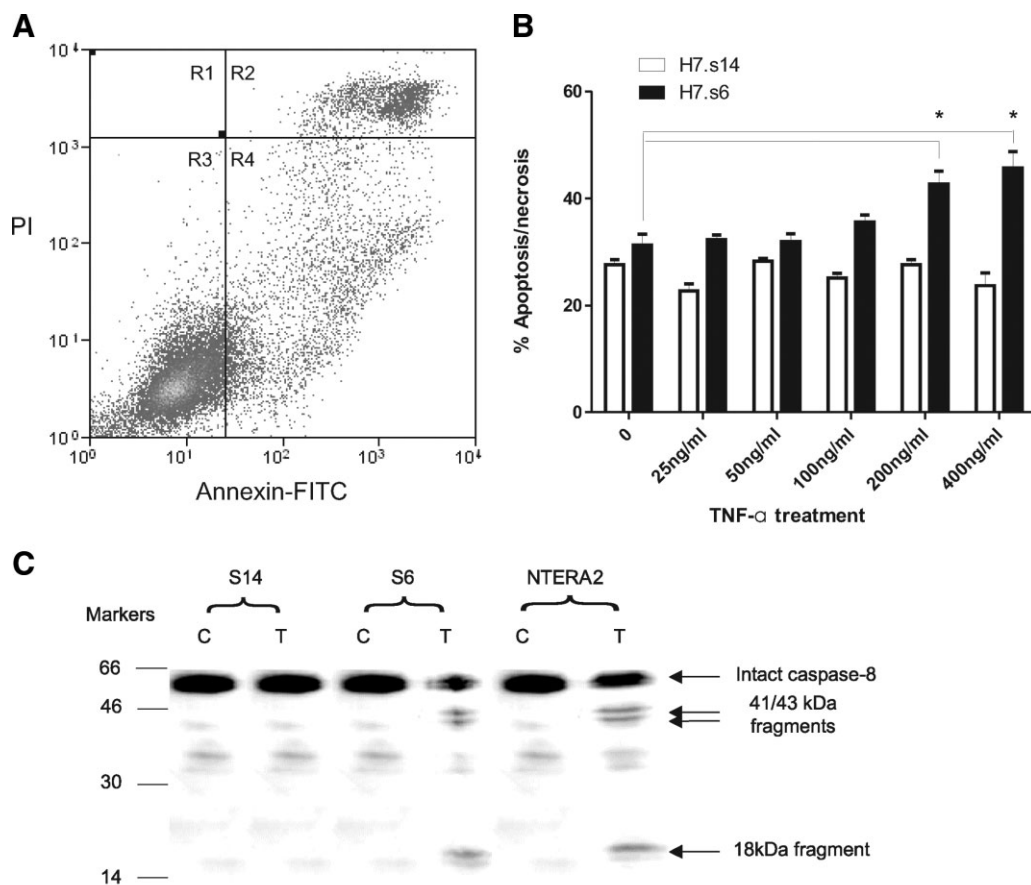 A
10⁴
R1 R2
10³
R3 R4
PI
10²
10¹
10⁰
10⁰ 10¹ 10² 10³ 10⁴
Annexin-FITC
B
H7.s14
H7.s6
60
* *
40
% Apoptosis/necrosis
20
0
0 25ng/ml 50ng/ml 100ng/ml 200ng/ml 400ng/ml
TNF-α treatment
C
S14 S6 NTERA2
Markers
C T C T C T
66
Intact caspase-8
46
41/43 kDa
fragments
30
18kDa fragment
14